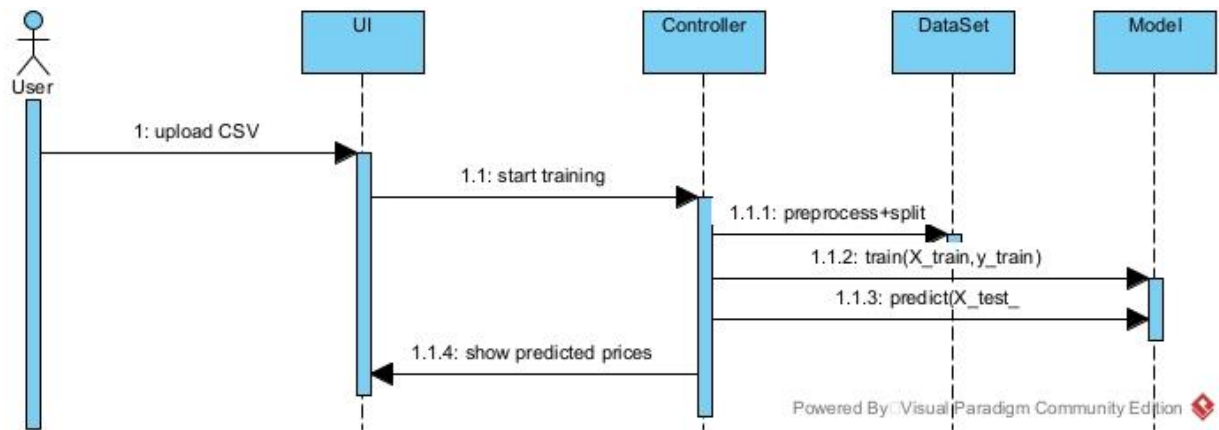 UI
Controller
DataSet
Model
User
1: upload CSV
1.1: start training
1.1.1: preprocess+split
1.1.2: train(X_train,y_train)
1.1.3: predict(X_test_
1.1.4: show predicted prices
Powered By Visual Paradigm Community Edition